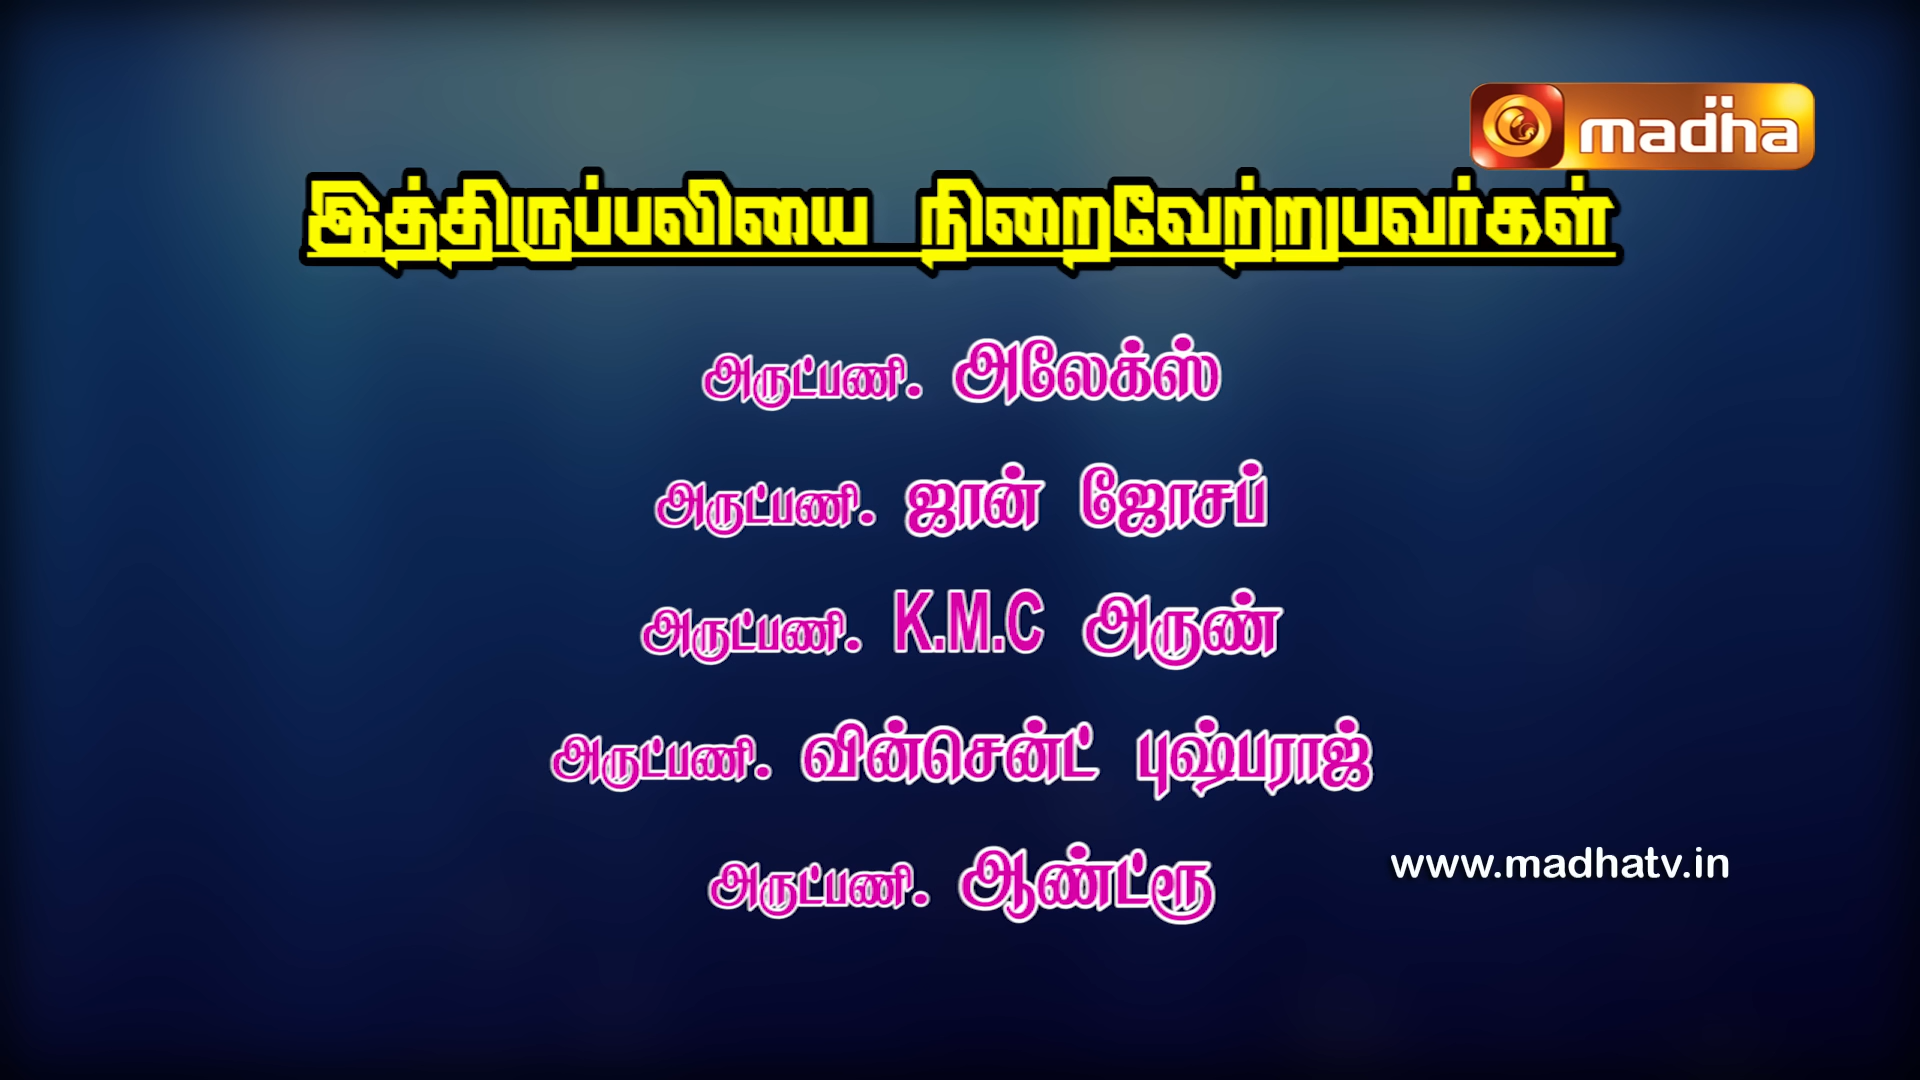 madha
இத்திருப்பலியை நிறைவேற்றுபவர்கள்
அருட்பணி. அலேக்ஸ்
அருட்பணி. ஜான் ஜோசப்
அருட்பணி. K.M.C அருண்
அருட்பணி. வின்சென்ட் புஷ்பராஜ்
அருட்பணி. ஆண்ட்ரூ
www.madhatv.in